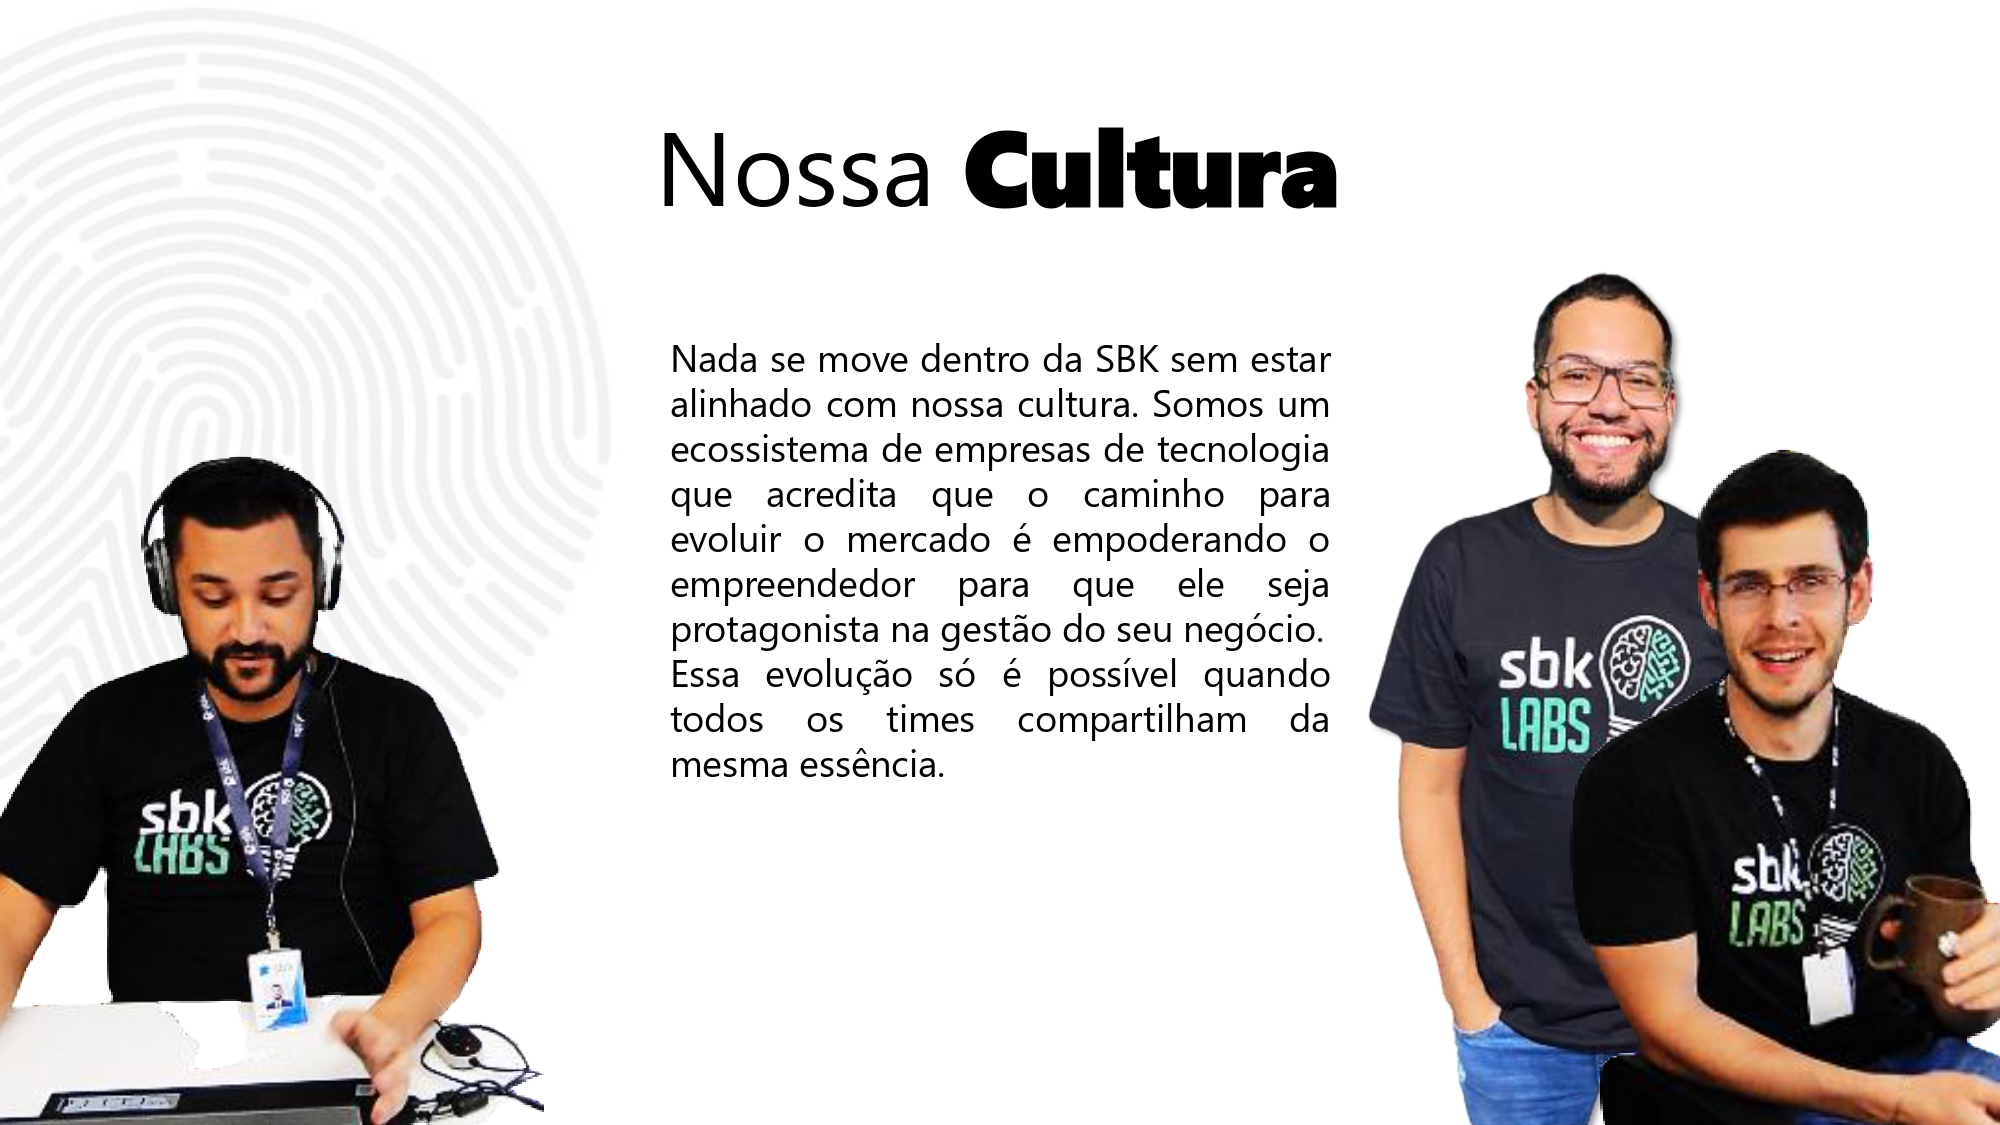 Nossa Cultura
Nada se move dentro da SBK sem estar
alinhado com nossa cultura. Somos um
ecossistema de empresas de tecnologia
que acredita que o caminho para
evoluir o mercado é empoderando o
empreendedor para que ele seja
protagonista na gestão do seu negócio.
Essa evolução só é possível quando
todos os times compartilham da
mesma essência.
sbk
LABS
sbk
LABS
sbk
LABS